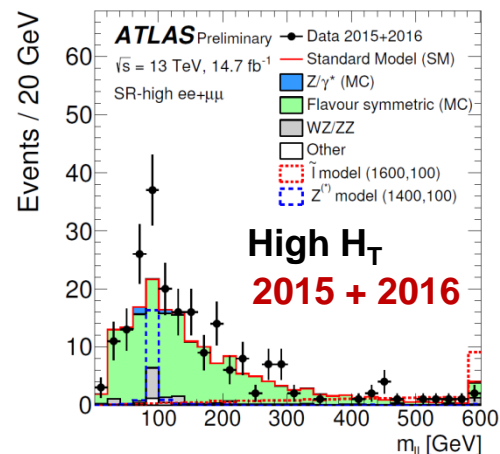 Events / 20 GeV
60
50
40
30
20
10
0
ATLAS Preliminary
√s = 13 TeV, 14.7 fb⁻¹
SR-high ee+μμ
Data 2015+2016
Standard Model (SM)
Z/γ* (MC)
Flavour symmetric (MC)
WZ/ZZ
Other
l̃ model (1600,100)
Z⁽*⁾ model (1400,100)
High H_T
2015 + 2016
100 200 300 400 500 600
m_ll [GeV]